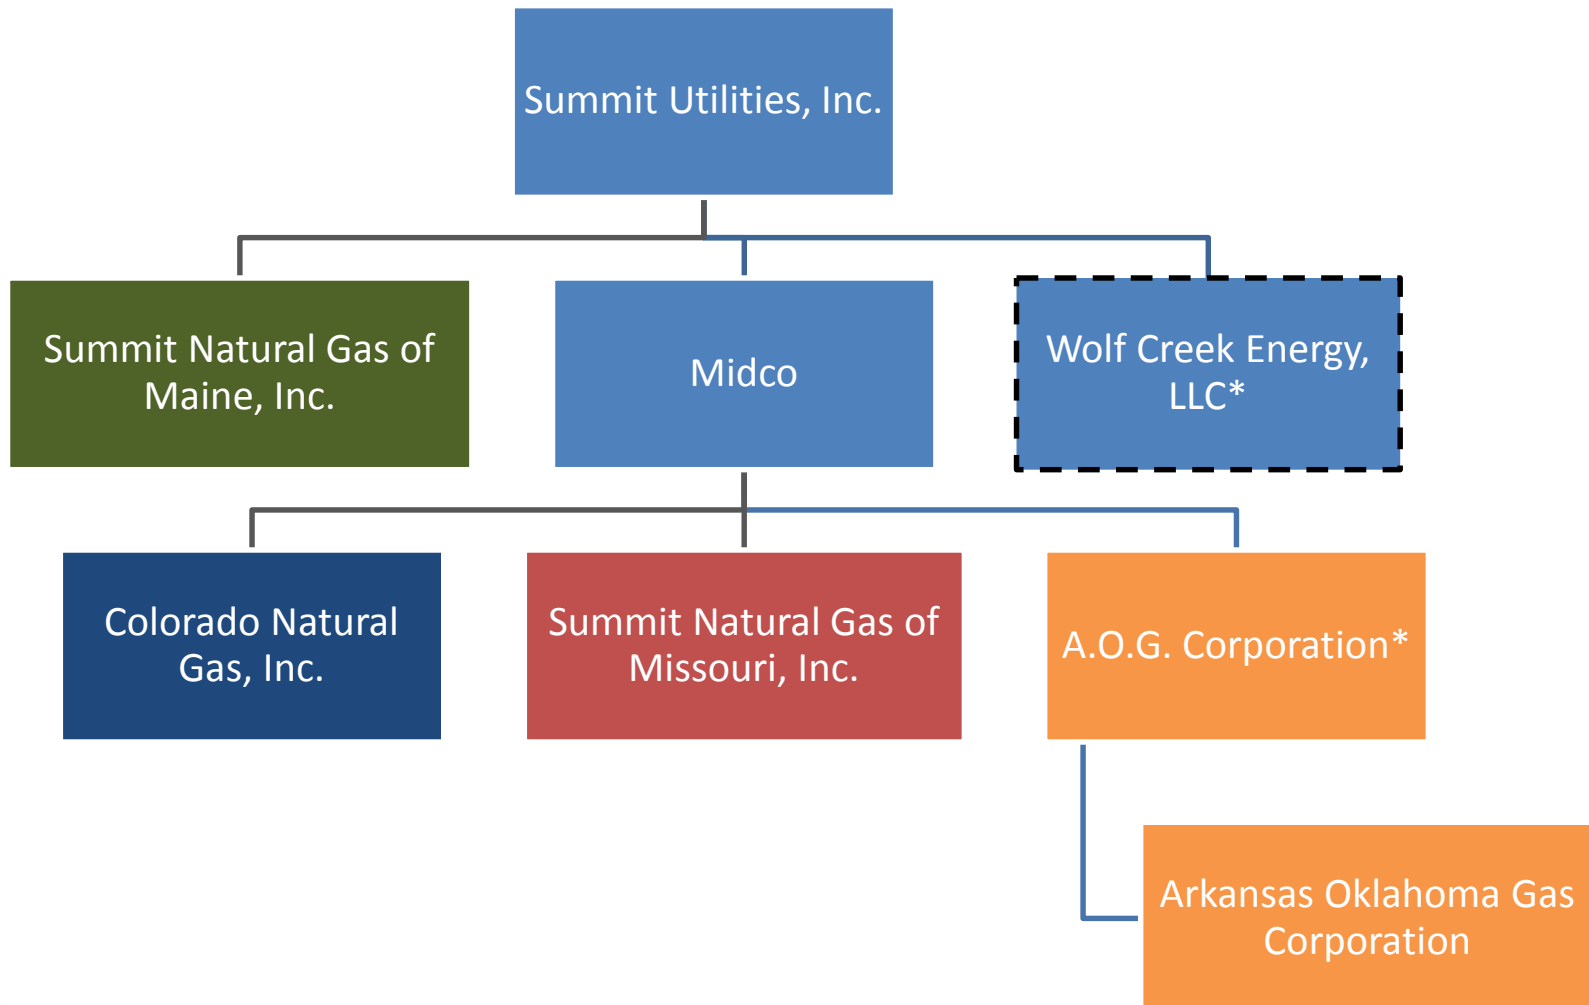 Summit Utilities, Inc.
Summit Natural Gas of
Maine, Inc.
Midco
Wolf Creek Energy,
LLC*
Colorado Natural
Gas, Inc.
Summit Natural Gas of
Missouri, Inc.
A.O.G. Corporation*
Arkansas Oklahoma Gas
Corporation